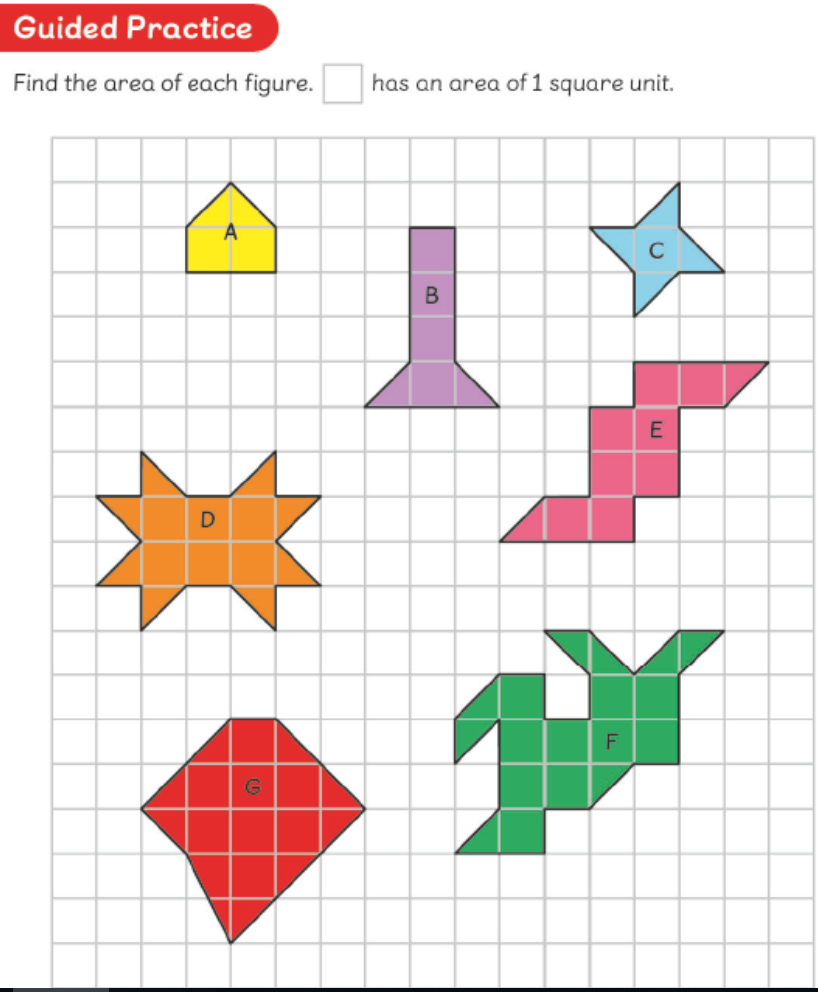 Guided Practice
Find the area of each figure. has an area of 1 square unit.
A
B
C
E
D
F
G